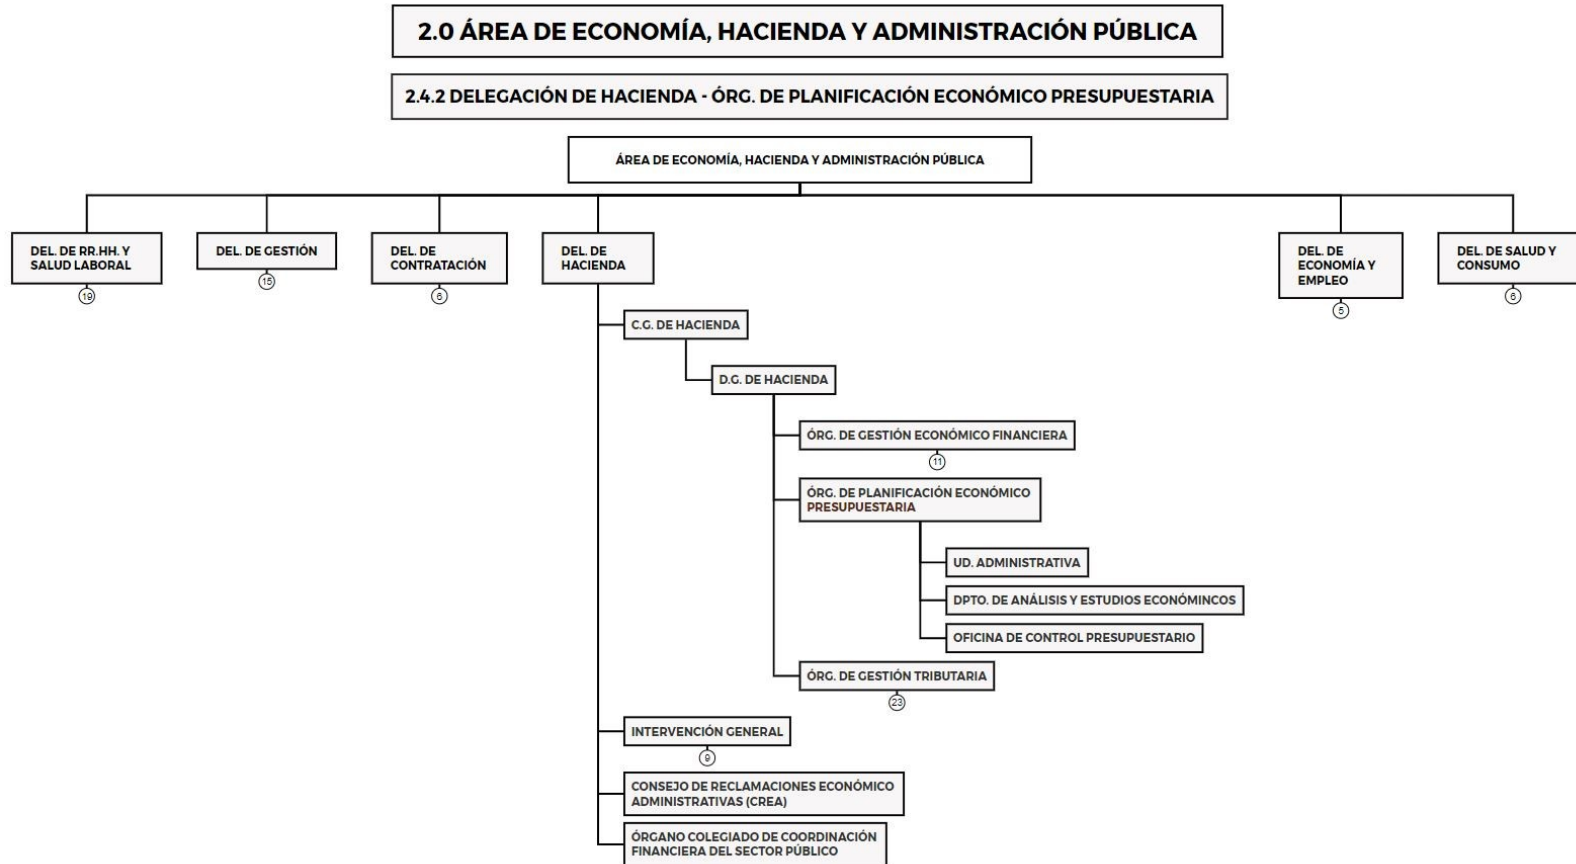 2.0 ÁREA DE ECONOMÍA, HACIENDA Y ADMINISTRACIÓN PÚBLICA
2.4.2 DELEGACIÓN DE HACIENDA - ÓRG. DE PLANIFICACIÓN ECONÓMICO PRESUPUESTARIA
ÁREA DE ECONOMÍA, HACIENDA Y ADMINISTRACIÓN PÚBLICA
DEL. DE RR.HH. Y
SALUD LABORAL
19
DEL. DE GESTIÓN
15
DEL. DE
CONTRATACIÓN
6
DEL. DE
HACIENDA
DEL. DE
ECONOMÍA Y
EMPLEO
5
DEL. DE SALUD Y
CONSUMO
6
C.G. DE HACIENDA
D.G. DE HACIENDA
ÓRG. DE GESTIÓN ECONÓMICO FINANCIERA
11
ÓRG. DE PLANIFICACIÓN ECONÓMICO
PRESUPUESTARIA
UD. ADMINISTRATIVA
DPTO. DE ANÁLISIS Y ESTUDIOS ECONÓMINCOS
OFICINA DE CONTROL PRESUPUESTARIO
ÓRG. DE GESTIÓN TRIBUTARIA
23
INTERVENCIÓN GENERAL
9
CONSEJO DE RECLAMACIONES ECONÓMICO
ADMINISTRATIVAS (CREA)
ÓRGANO COLEGIADO DE COORDINACIÓN
FINANCIERA DEL SECTOR PÚBLICO